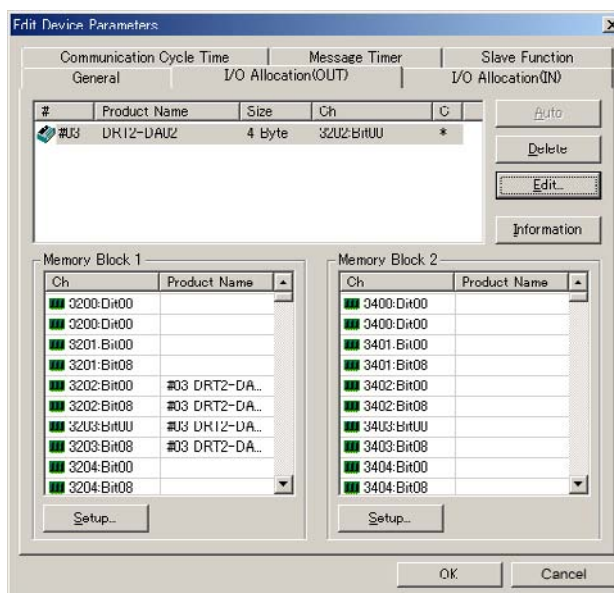 Edit Device Parameters
Communication Cycle Time Message Timer Slave Function
General I/O Allocation(OUT) I/O Allocation(IN)
# Product Name Size Ch C
#03 DRT2-DA02 4 Byte 3202:Bit00 *
Auto
Delete
Edit...
Information
Memory Block 1
Ch Product Name
3200:Bit00
3200:Bit08
3201:Bit00
3201:Bit08
3202:Bit00 #03 DRT2-DA...
3202:Bit08 #03 DRT2-DA...
3203:Bit00 #03 DRT2-DA...
3203:Bit08 #03 DRT2-DA...
3204:Bit00
3204:Bit08
Setup...
Memory Block 2
Ch Product Name
3400:Bit00
3400:Bit08
3401:Bit00
3401:Bit08
3402:Bit00
3402:Bit08
3403:Bit00
3403:Bit08
3404:Bit00
3404:Bit08
Setup...
OK Cancel